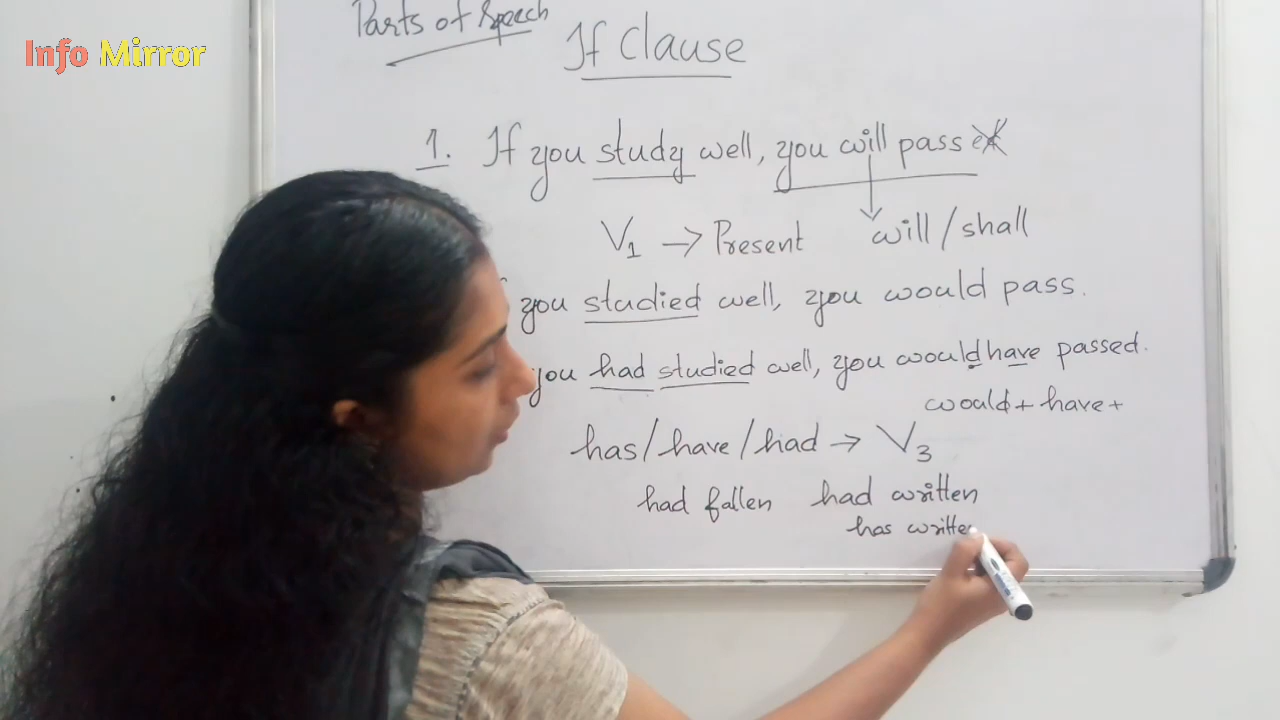 Info Mirror
Parts of Speech
If Clause
1. If you study well, you will pass
V1 → Present will / shall
you studied well, you would pass.
you had studied well, you would have passed.
would + have +
has / have / had → V3
had fallen had written
has writte